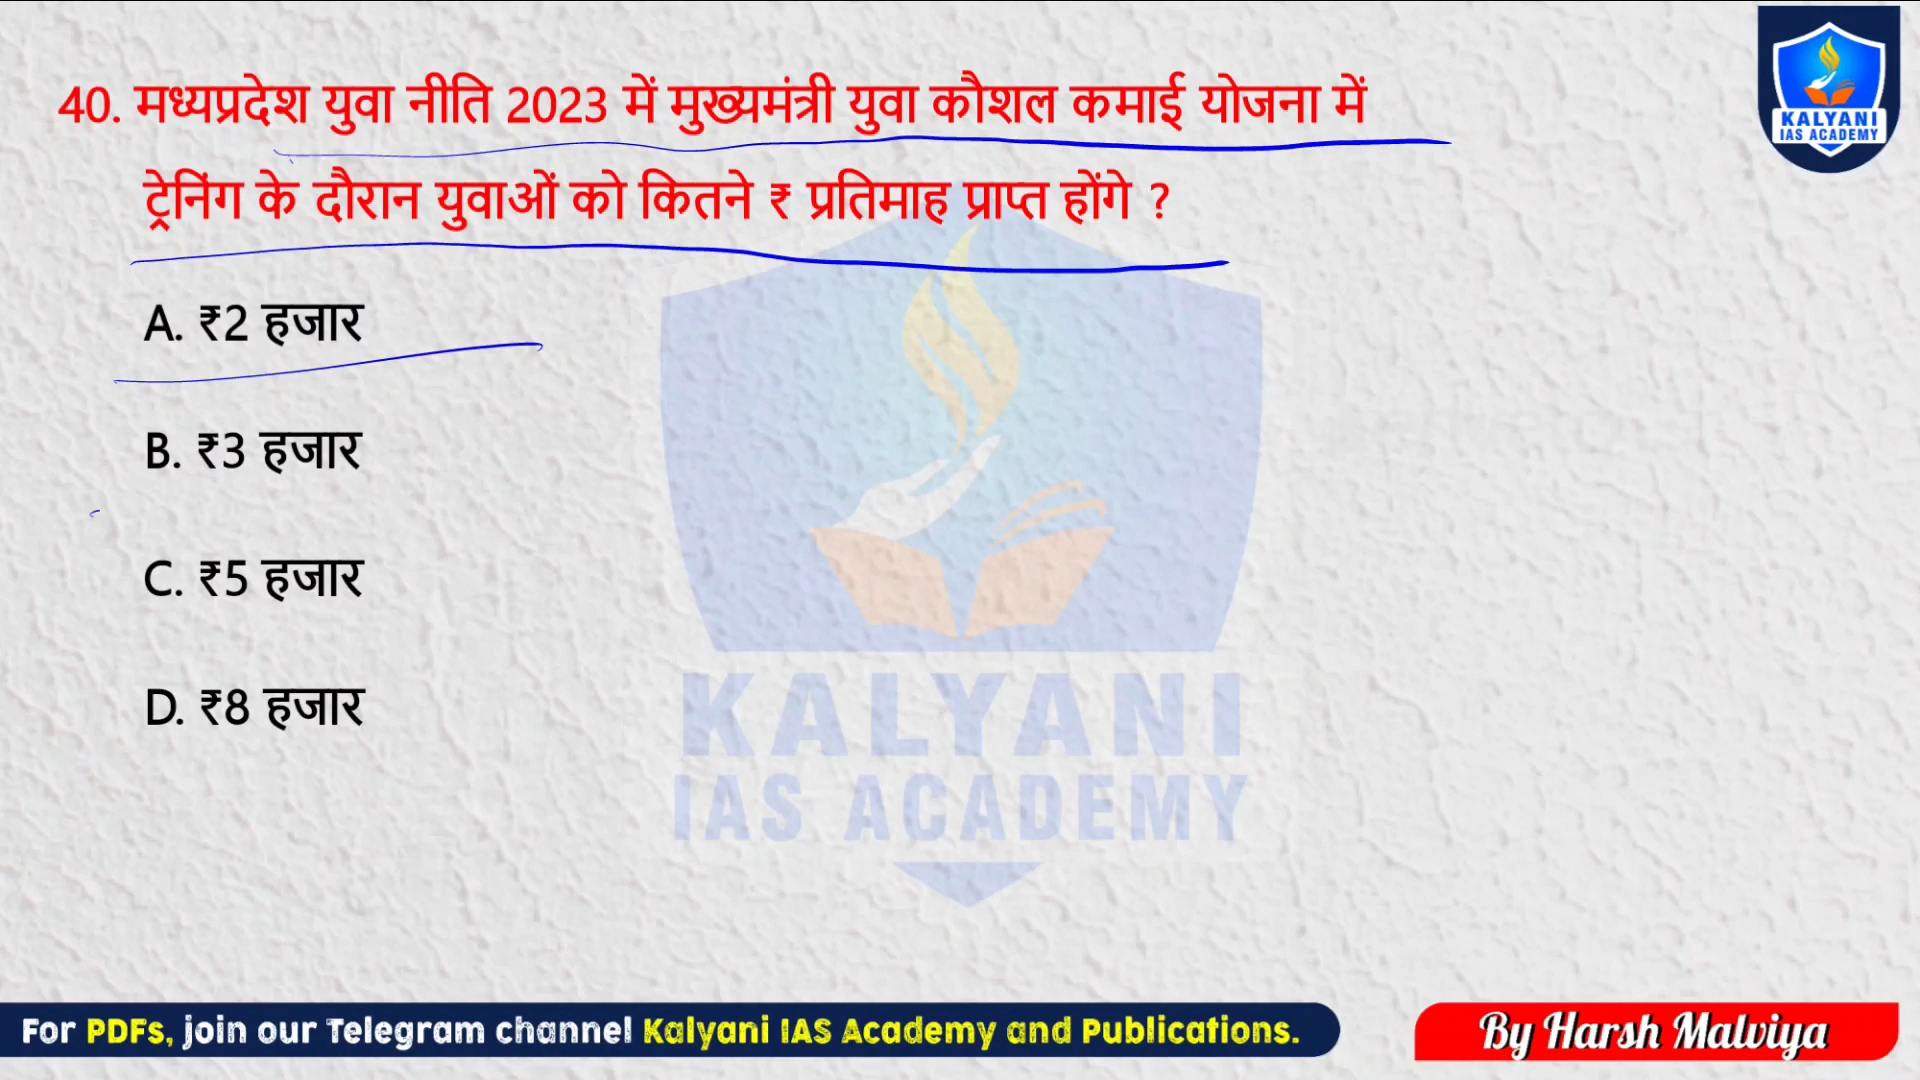 KALYANI
IAS ACADEMY
40. मध्यप्रदेश युवा नीति 2023 में मुख्यमंत्री युवा कौशल कमाई योजना में
ट्रेनिंग के दौरान युवाओं को कितने ₹ प्रतिमाह प्राप्त होंगे ?
A. ₹2 हजार
B. ₹3 हजार
C. ₹5 हजार
D. ₹8 हजार
KALYANI
IAS ACADEMY
For PDFs, join our Telegram channel Kalyani IAS Academy and Publications.
By Harsh Malviya